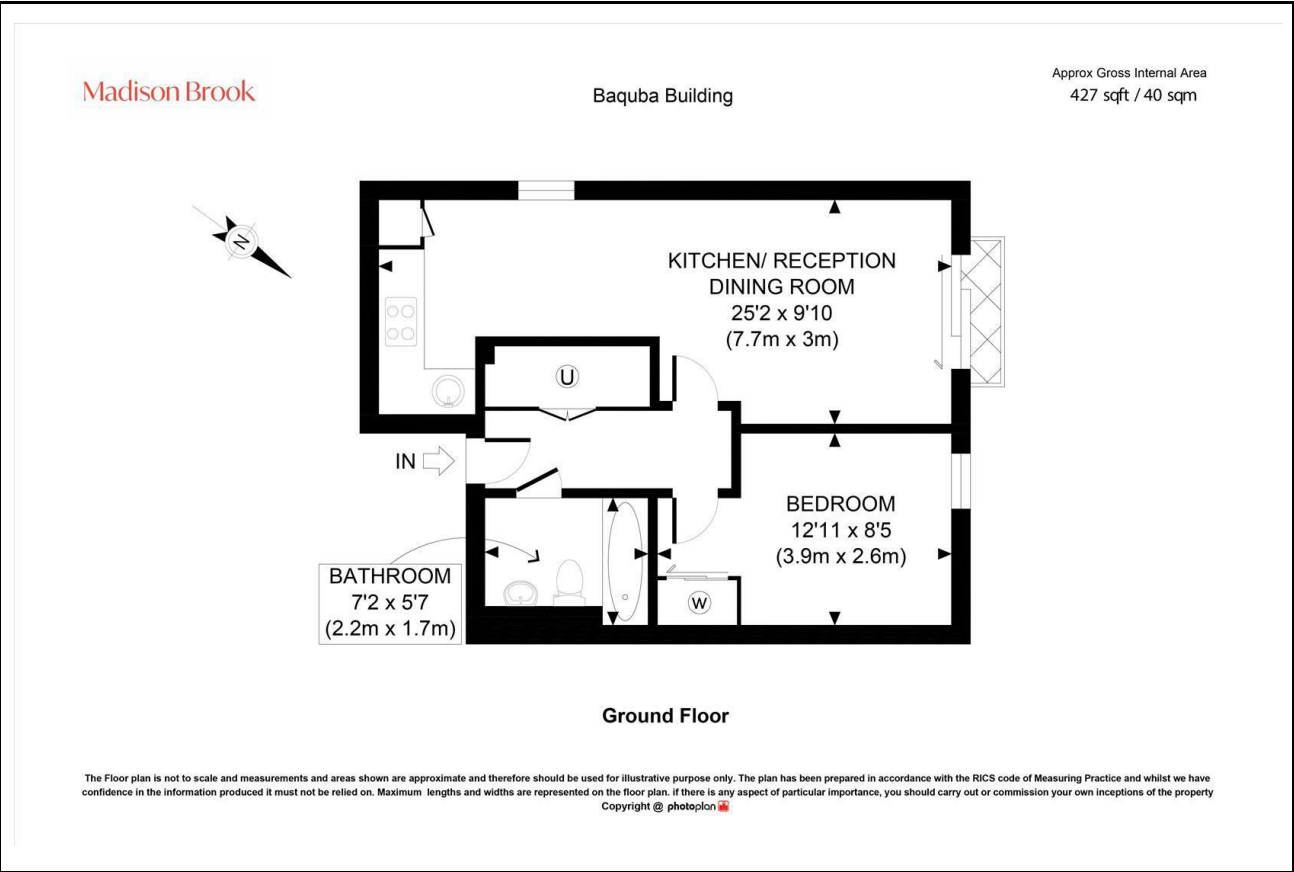 Madison Brook
Baquba Building
Approx Gross Internal Area
427 sqft / 40 sqm
N
KITCHEN/ RECEPTION
DINING ROOM
25'2 x 9'10
(7.7m x 3m)
U
IN
BEDROOM
12'11 x 8'5
(3.9m x 2.6m)
BATHROOM
7'2 x 5'7
(2.2m x 1.7m)
W
Ground Floor
The Floor plan is not to scale and measurements and areas shown are approximate and therefore should be used for illustrative purpose only. The plan has been prepared in accordance with the RICS code of Measuring Practice and whilst we have
confidence in the information produced it must not be relied on. Maximum lengths and widths are represented on the floor plan. if there is any aspect of particular importance, you should carry out or commission your own inceptions of the property
Copyright @ photoplan